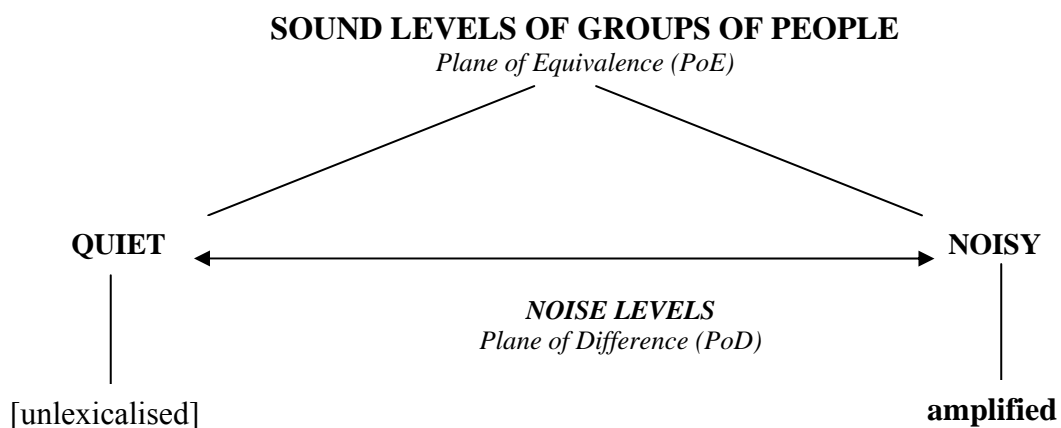 SOUND LEVELS OF GROUPS OF PEOPLE
Plane of Equivalence (PoE)
QUIET
NOISY
NOISE LEVELS
Plane of Difference (PoD)
[unlexicalised]
amplified